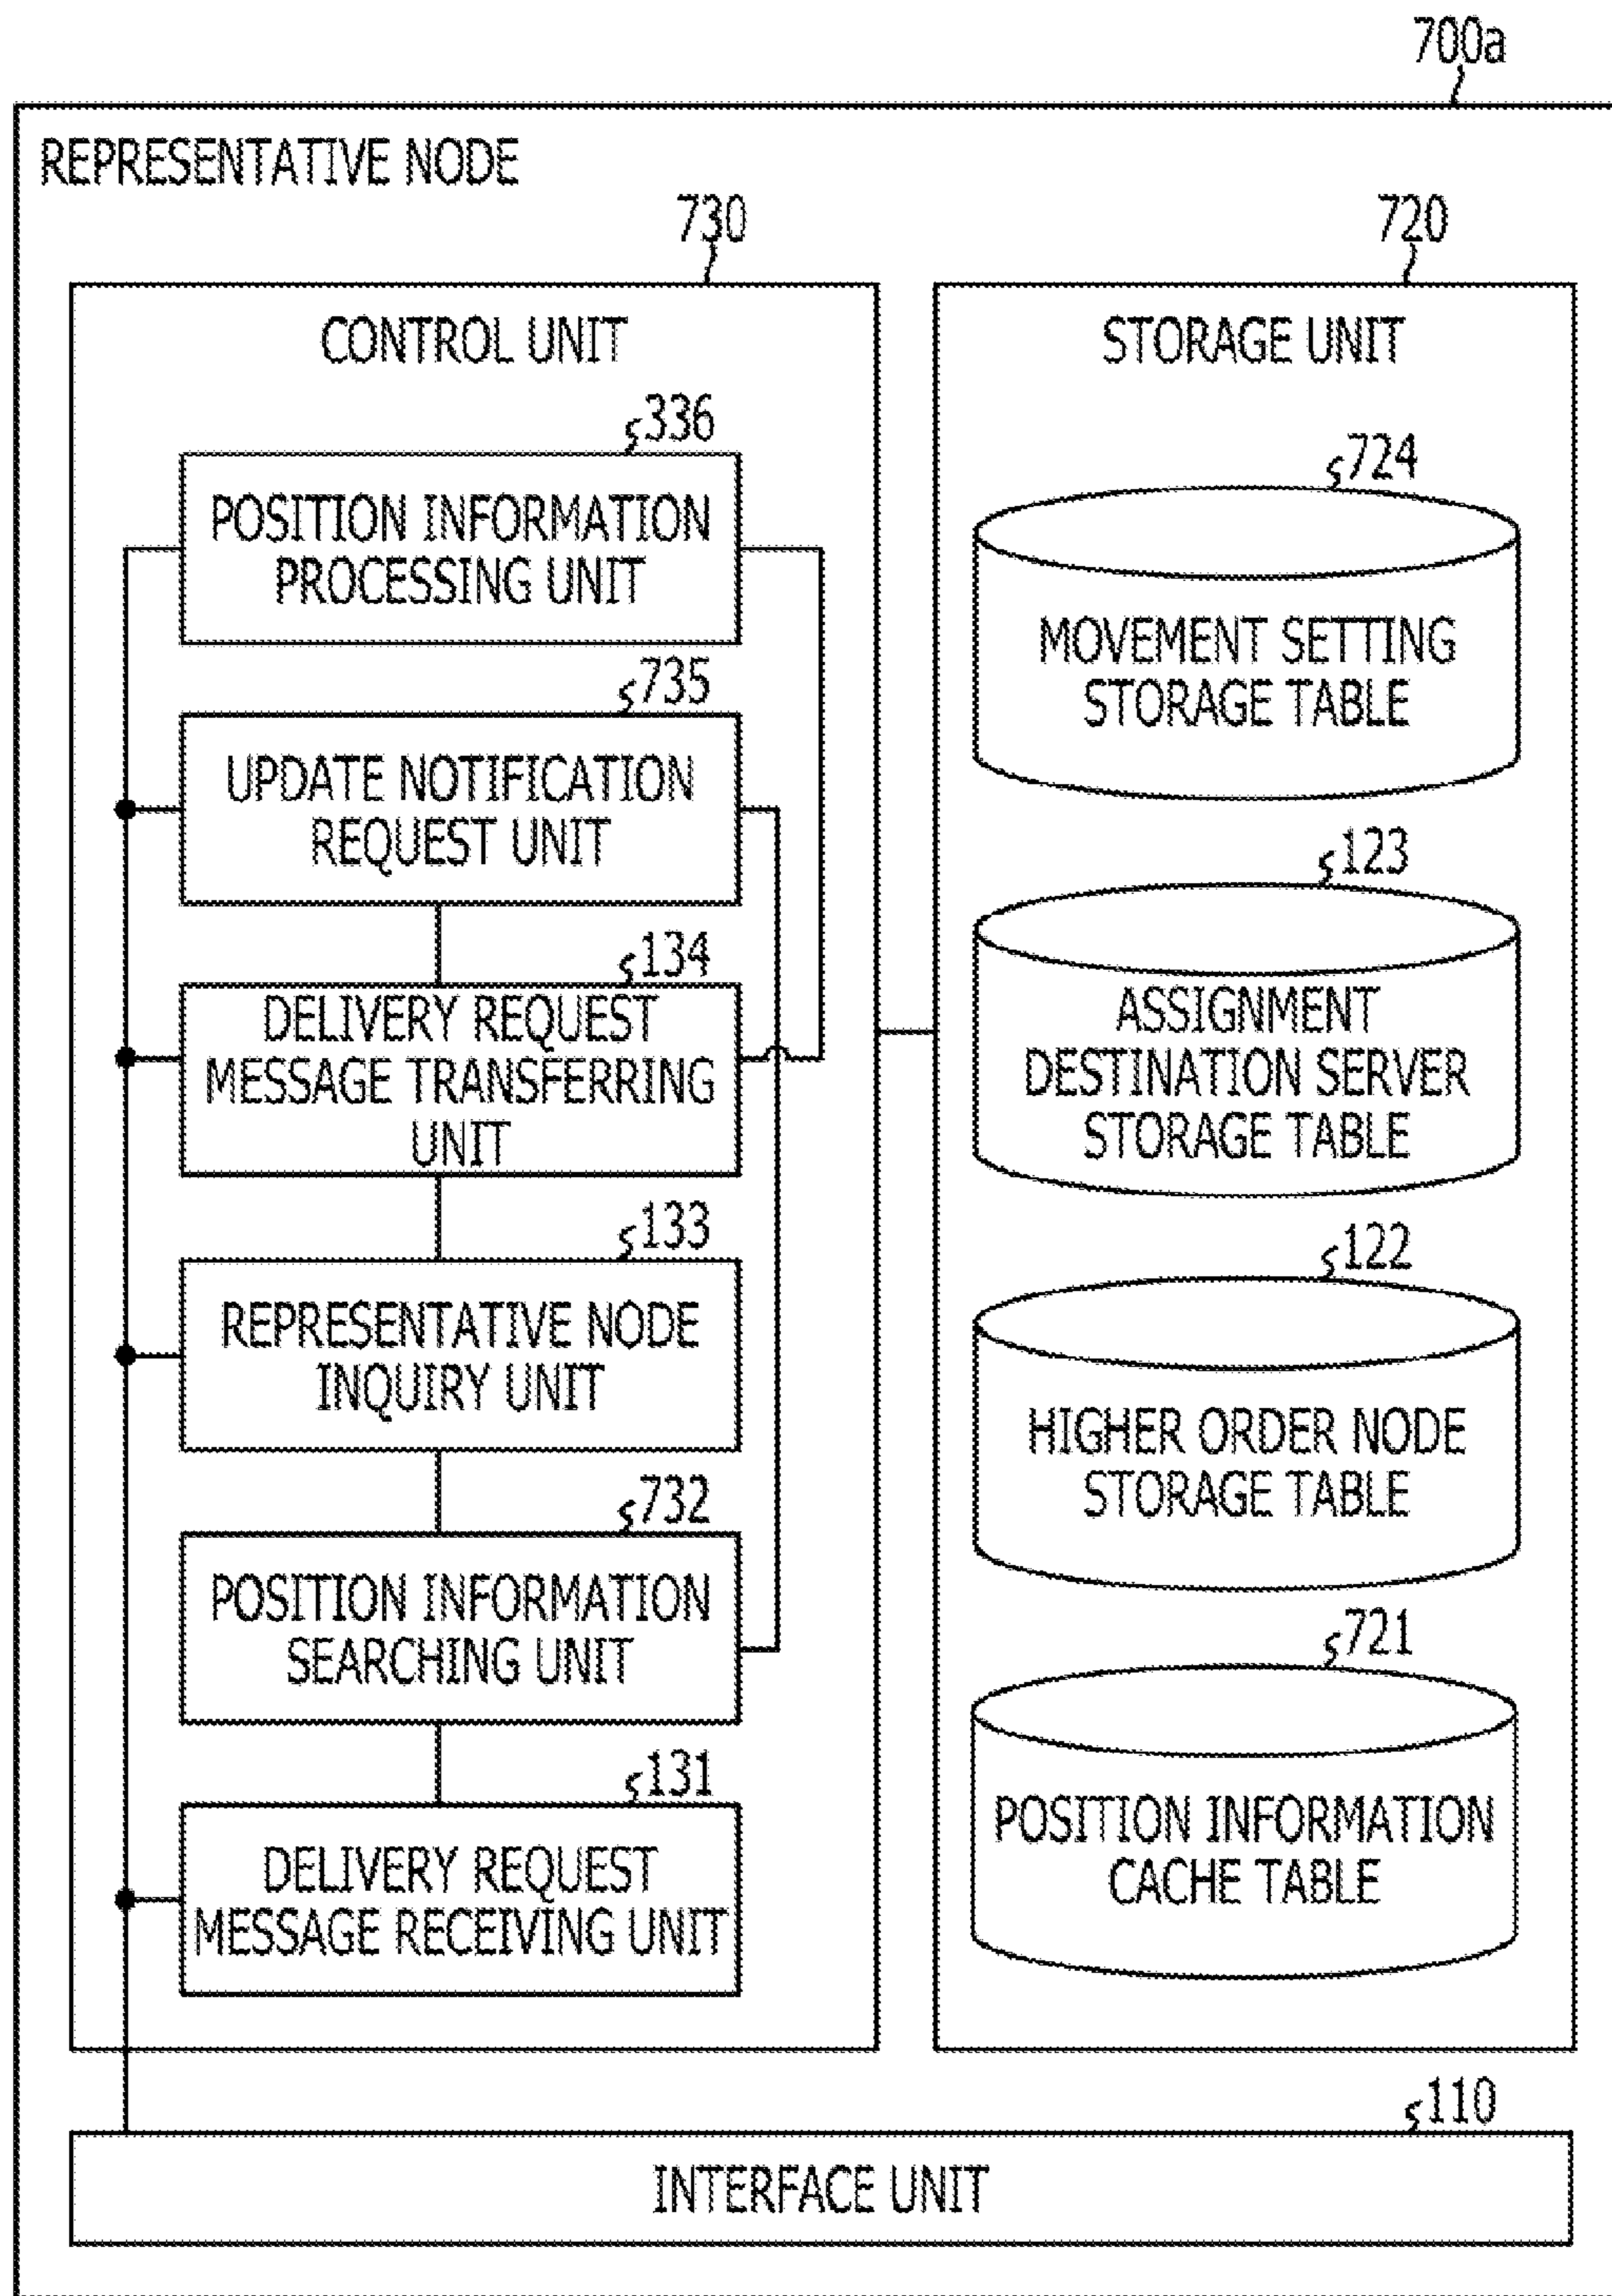 700a
REPRESENTATIVE NODE
730
CONTROL UNIT
336
POSITION INFORMATION
PROCESSING UNIT
735
UPDATE NOTIFICATION
REQUEST UNIT
134
DELIVERY REQUEST
MESSAGE TRANSFERRING
UNIT
133
REPRESENTATIVE NODE
INQUIRY UNIT
732
POSITION INFORMATION
SEARCHING UNIT
131
DELIVERY REQUEST
MESSAGE RECEIVING UNIT
720
STORAGE UNIT
724
MOVEMENT SETTING
STORAGE TABLE
123
ASSIGNMENT
DESTINATION SERVER
STORAGE TABLE
122
HIGHER ORDER NODE
STORAGE TABLE
721
POSITION INFORMATION
CACHE TABLE
110
INTERFACE UNIT